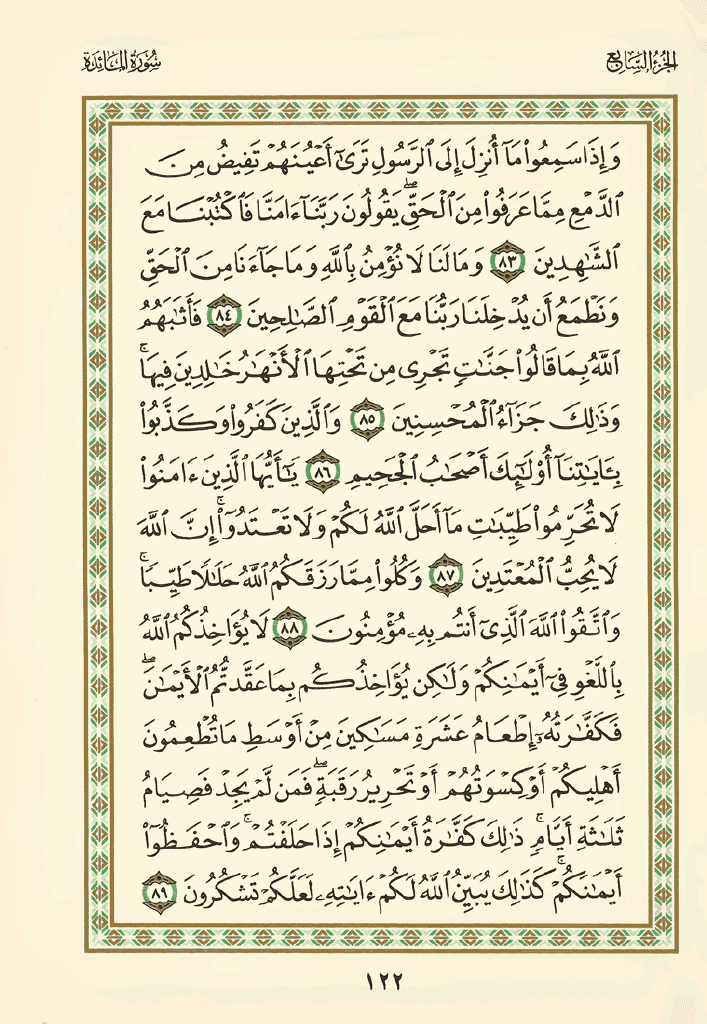 الجزء السابع
سورة المائدة
وَإِذَا سَمِعُوا۟ مَآ أُنزِلَ إِلَى ٱلرَّسُولِ تَرَىٰٓ أَعْيُنَهُمْ تَفِيضُ مِنَ
ٱلدَّمْعِ مِمَّا عَرَفُوا۟ مِنَ ٱلْحَقِّ ۖ يَقُولُونَ رَبَّنَآ ءَامَنَّا فَٱكْتُبْنَا مَعَ
ٱلشَّٰهِدِينَ ٨٣ وَمَا لَنَا لَا نُؤْمِنُ بِٱللَّهِ وَمَا جَآءَنَا مِنَ ٱلْحَقِّ
وَنَطْمَعُ أَن يُدْخِلَنَا رَبُّنَا مَعَ ٱلْقَوْمِ ٱلصَّٰلِحِينَ ٨٤ فَأَثَٰبَهُمُ
ٱللَّهُ بِمَا قَالُوا۟ جَنَّٰتٍ تَجْرِى مِن تَحْتِهَا ٱلْأَنْهَٰرُ خَٰلِدِينَ فِيهَا ۚ
وَذَٰلِكَ جَزَآءُ ٱلْمُحْسِنِينَ ٨٥ وَٱلَّذِينَ كَفَرُوا۟ وَكَذَّبُوا۟
بِـَٔايَٰتِنَآ أُو۟لَٰٓئِكَ أَصْحَٰبُ ٱلْجَحِيمِ ٨٦ يَٰٓأَيُّهَا ٱلَّذِينَ ءَامَنُوا۟
لَا تُحَرِّمُوا۟ طَيِّبَٰتِ مَآ أَحَلَّ ٱللَّهُ لَكُمْ وَلَا تَعْتَدُوٓا۟ ۚ إِنَّ ٱللَّهَ
لَا يُحِبُّ ٱلْمُعْتَدِينَ ٨٧ وَكُلُوا۟ مِمَّا رَزَقَكُمُ ٱللَّهُ حَلَٰلًا طَيِّبًا ۚ
وَٱتَّقُوا۟ ٱللَّهَ ٱلَّذِىٓ أَنتُم بِهِۦ مُؤْمِنُونَ ٨٨ لَا يُؤَاخِذُكُمُ ٱللَّهُ
بِٱللَّغْوِ فِىٓ أَيْمَٰنِكُمْ وَلَٰكِن يُؤَاخِذُكُم بِمَا عَقَّدتُّمُ ٱلْأَيْمَٰنَ ۖ
فَكَفَّٰرَتُهُۥٓ إِطْعَامُ عَشَرَةِ مَسَٰكِينَ مِنْ أَوْسَطِ مَا تُطْعِمُونَ
أَهْلِيكُمْ أَوْ كِسْوَتُهُمْ أَوْ تَحْرِيرُ رَقَبَةٍ ۖ فَمَن لَّمْ يَجِدْ فَصِيَامُ
ثَلَٰثَةِ أَيَّامٍ ۚ ذَٰلِكَ كَفَّٰرَةُ أَيْمَٰنِكُمْ إِذَا حَلَفْتُمْ ۚ وَٱحْفَظُوٓا۟
أَيْمَٰنَكُمْ ۚ كَذَٰلِكَ يُبَيِّنُ ٱللَّهُ لَكُمْ ءَايَٰتِهِۦ لَعَلَّكُمْ تَشْكُرُونَ ٨٩
١٢٢